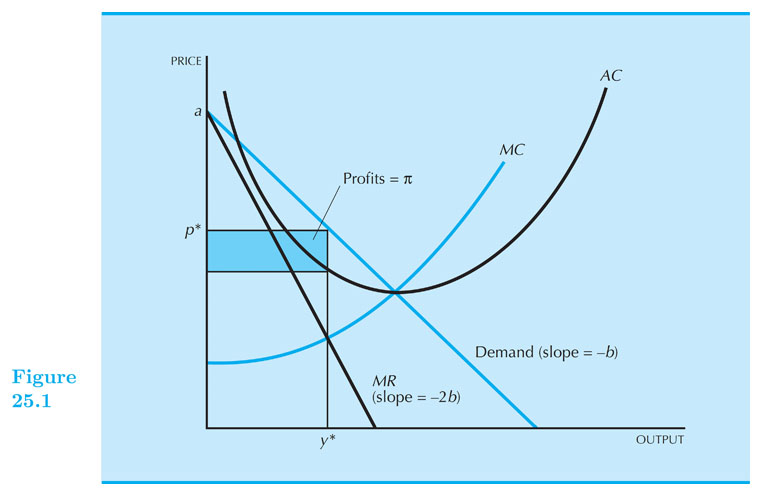 PRICE
AC
a
MC
Profits = π
p*
Demand (slope = –b)
Figure
25.1
MR
(slope = –2b)
y*
OUTPUT